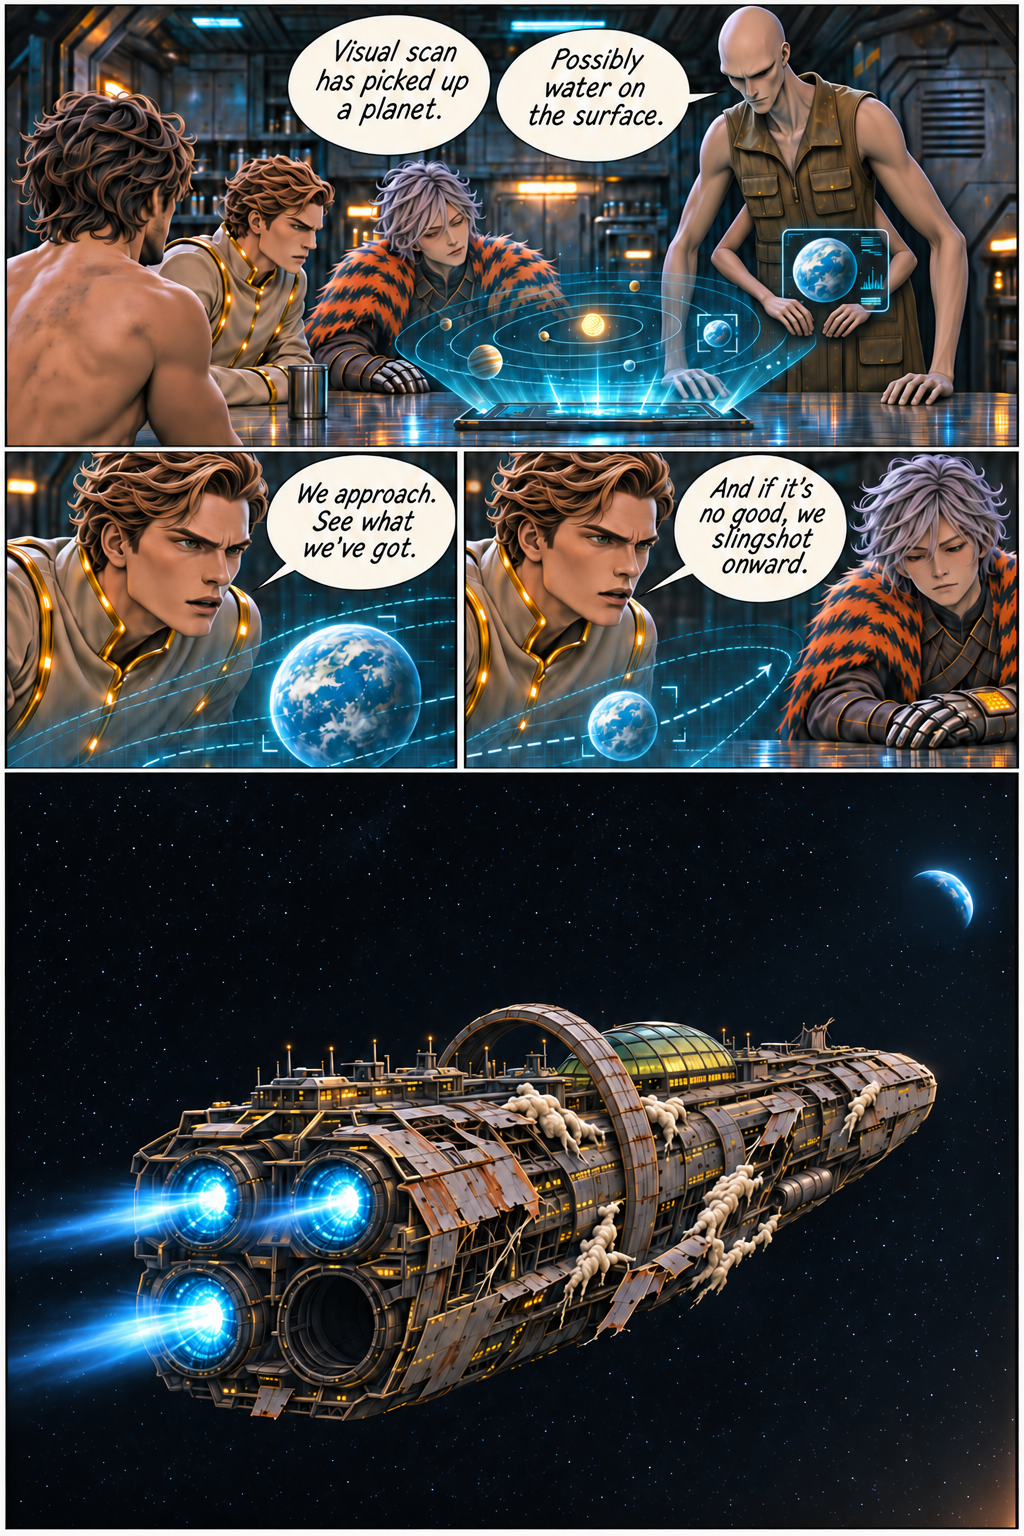 Visual scan
has picked up
a planet.
Possibly
water on
the surface.
We approach.
See what
we've got.
And if it's
no good, we
slingshot
onward.